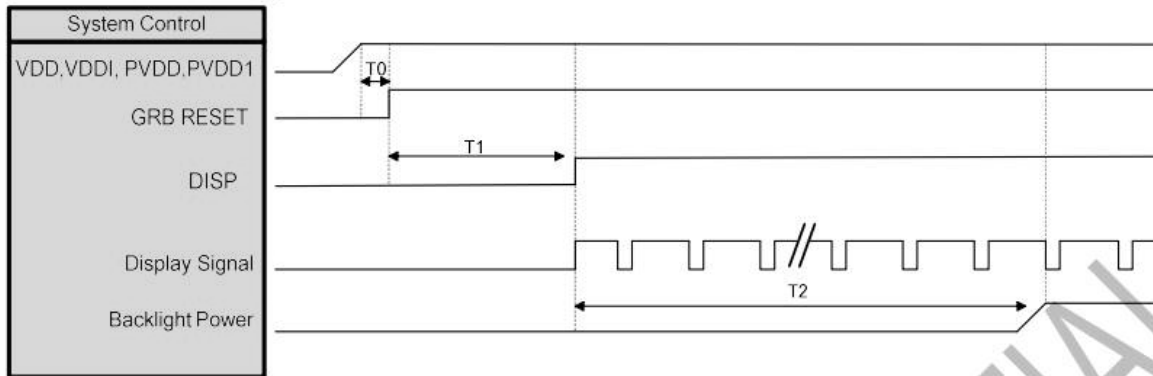 System Control
VDD,VDDI, PVDD,PVDD1
T0
GRB RESET
T1
DISP
Display Signal
T2
Backlight Power